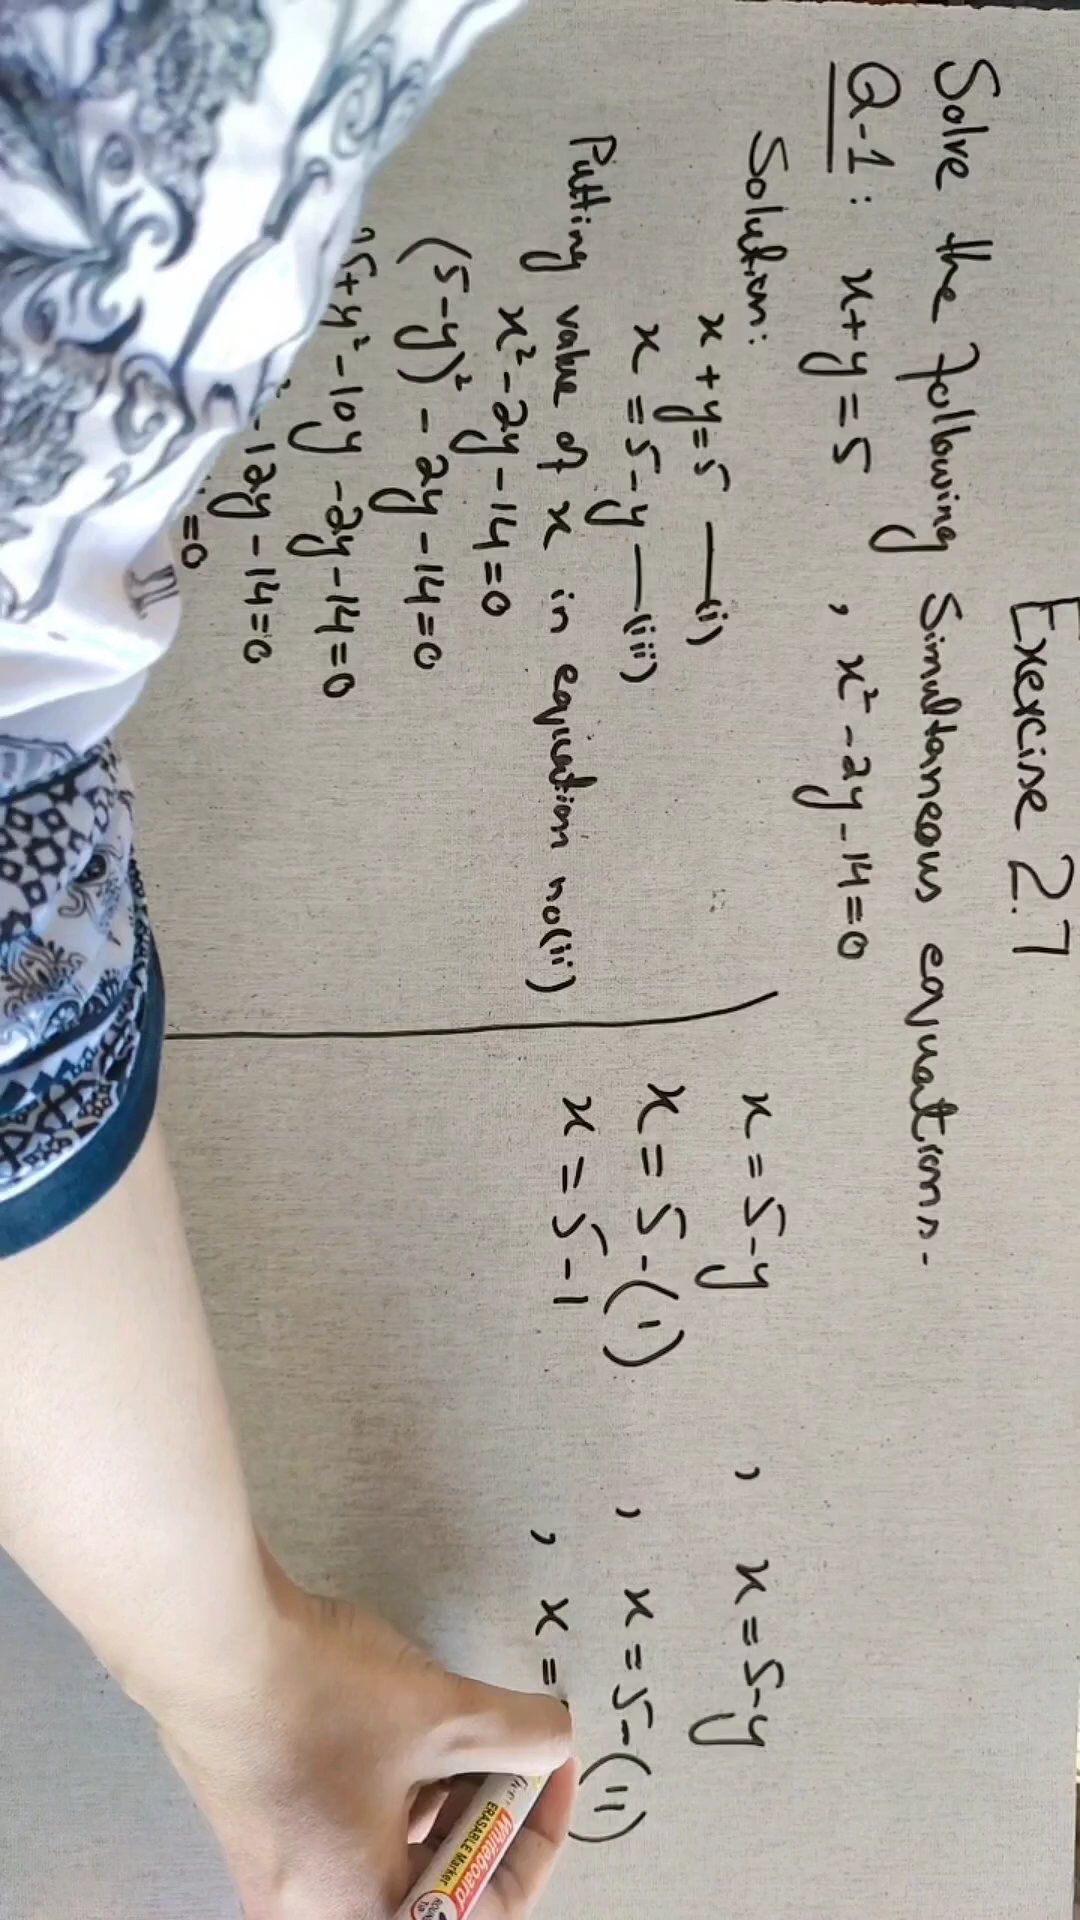 Exercise 2.7
Solve the following Simultaneous equations.
Q-1: x+y=5 , x²-2y-14=0
Solution:
x+y=5 —(i)
x=5-y —(iii)
Putting value of x in equation no(ii)
x²-2y-14=0
(5-y)²-2y-14=0
25+y²-10y-2y-14=0
-12y-14=0
=0
x=5-y , x=5-y
x=5-(1) , x=5-(11)
x=5-1 , x=
Whiteboard
ERASABLE Marker